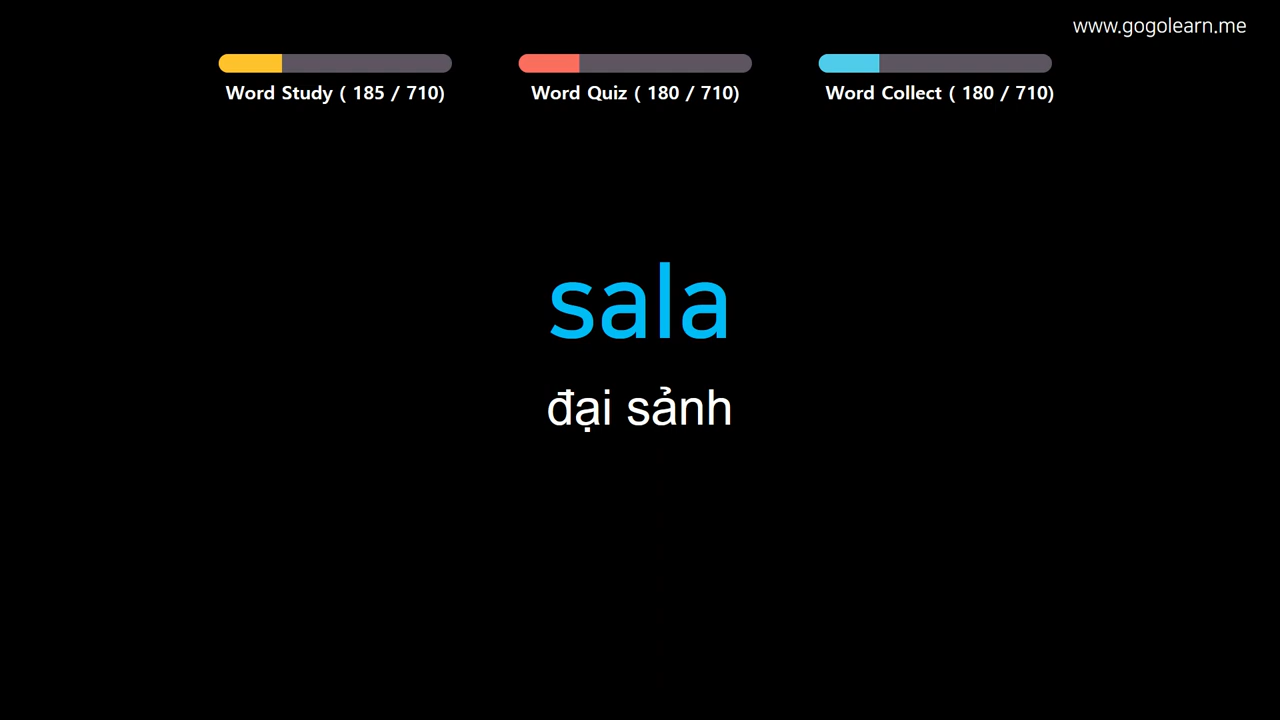 www.gogolearn.me
Word Study ( 185 / 710)
Word Quiz ( 180 / 710)
Word Collect ( 180 / 710)
sala
đại sảnh